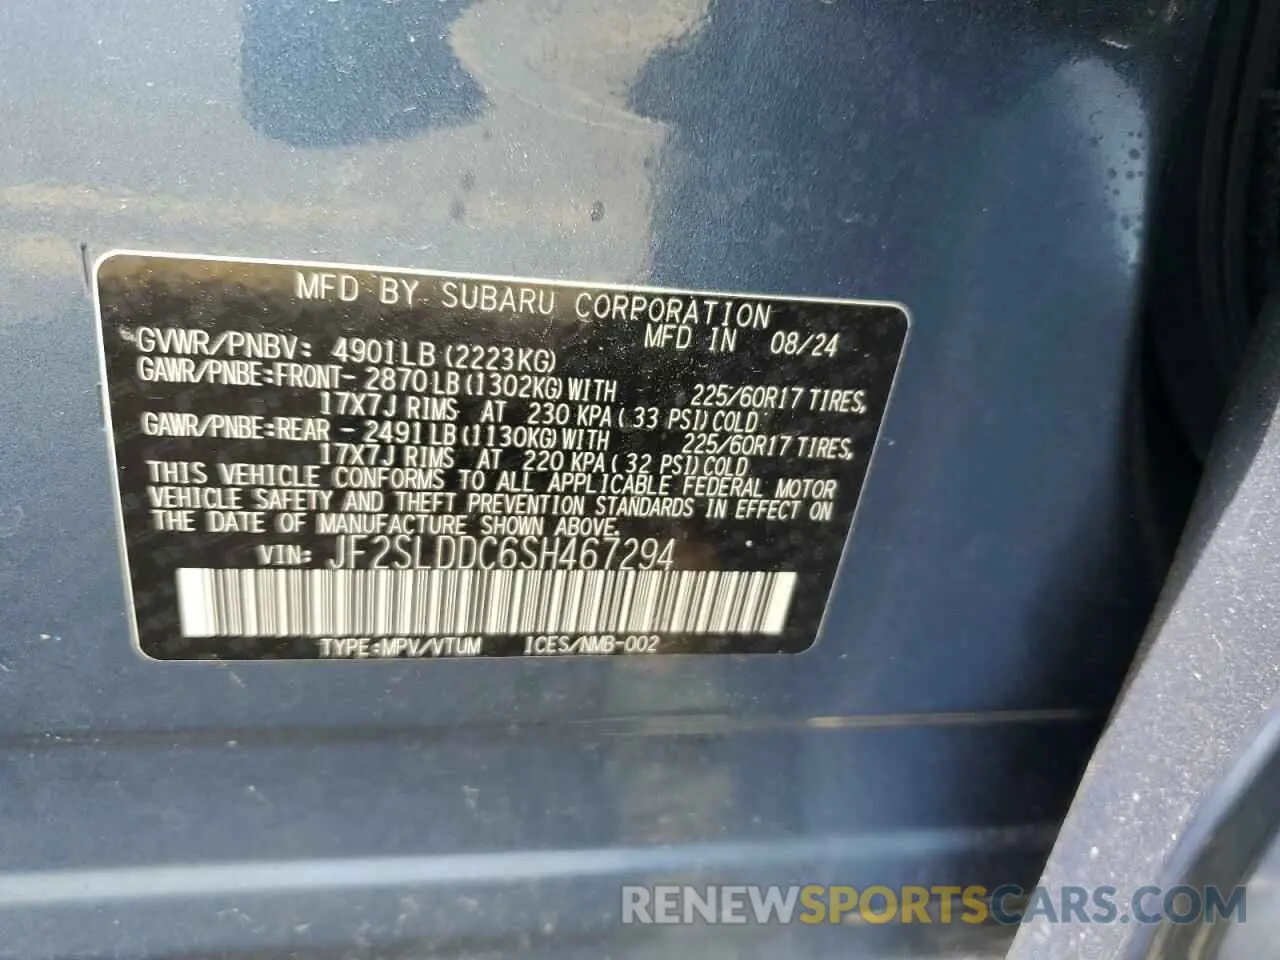 MFD BY SUBARU CORPORATION
MFD IN 08/24
GVWR/PNBV: 4901LB(2223KG)
GAWR/PNBE:FRONT- 2870LB(1302KG)WITH 225/60R17 TIRES,
17X7J RIMS AT 230 KPA( 33 PSI)COLD
GAWR/PNBE:REAR - 2491LB(1130KG)WITH 225/60R17 TIRES,
17X7J RIMS AT 220 KPA( 32 PSI)COLD
THIS VEHICLE CONFORMS TO ALL APPLICABLE FEDERAL MOTOR
VEHICLE SAFETY AND THEFT PREVENTION STANDARDS IN EFFECT ON
THE DATE OF MANUFACTURE SHOWN ABOVE.
VIN: JF2SLDDC6SH467294
TYPE:MPV/VTUM ICES/NMB-002
RENEWSPORTSCARS.COM